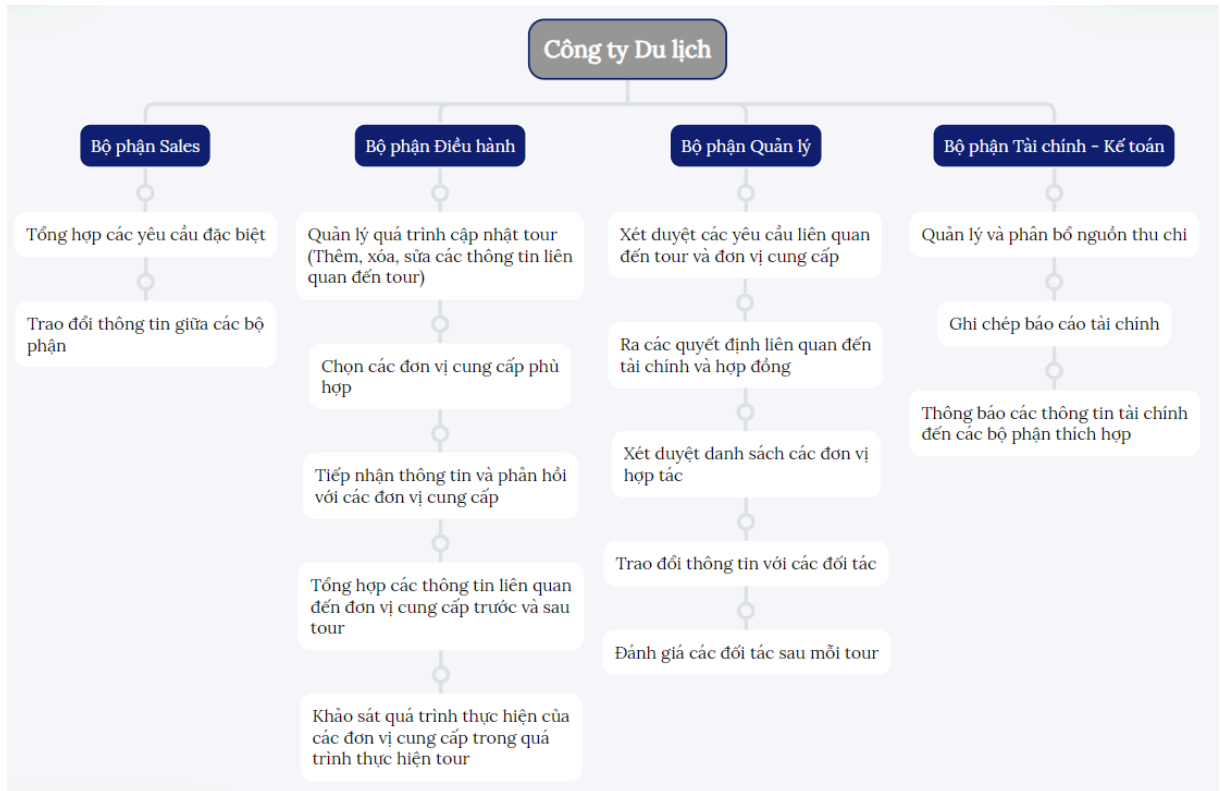 Công ty Du lịch
Bộ phận Sales
Tổng hợp các yêu cầu đặc biệt
Trao đổi thông tin giữa các bộ
phận
Bộ phận Điều hành
Quản lý quá trình cập nhật tour
(Thêm, xóa, sửa các thông tin liên
quan đến tour)
Chọn các đơn vị cung cấp phù
hợp
Tiếp nhận thông tin và phản hồi
với các đơn vị cung cấp
Tổng hợp các thông tin liên quan
đến đơn vị cung cấp trước và sau
tour
Khảo sát quá trình thực hiện của
các đơn vị cung cấp trong quá
trình thực hiện tour
Bộ phận Quản lý
Xét duyệt các yêu cầu liên quan
đến tour và đơn vị cung cấp
Ra các quyết định liên quan đến
tài chính và hợp đồng
Xét duyệt danh sách các đơn vị
hợp tác
Trao đổi thông tin với các đối tác
Đánh giá các đối tác sau mỗi tour
Bộ phận Tài chính - Kế toán
Quản lý và phân bổ nguồn thu chi
Ghi chép báo cáo tài chính
Thông báo các thông tin tài chính
đến các bộ phận thích hợp